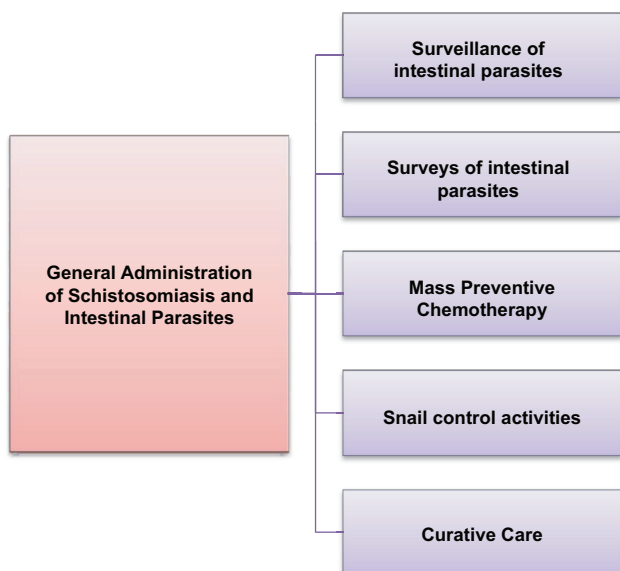 General Administration
of Schistosomiasis and
Intestinal Parasites
Surveillance of
intestinal parasites
Surveys of intestinal
parasites
Mass Preventive
Chemotherapy
Snail control activities
Curative Care